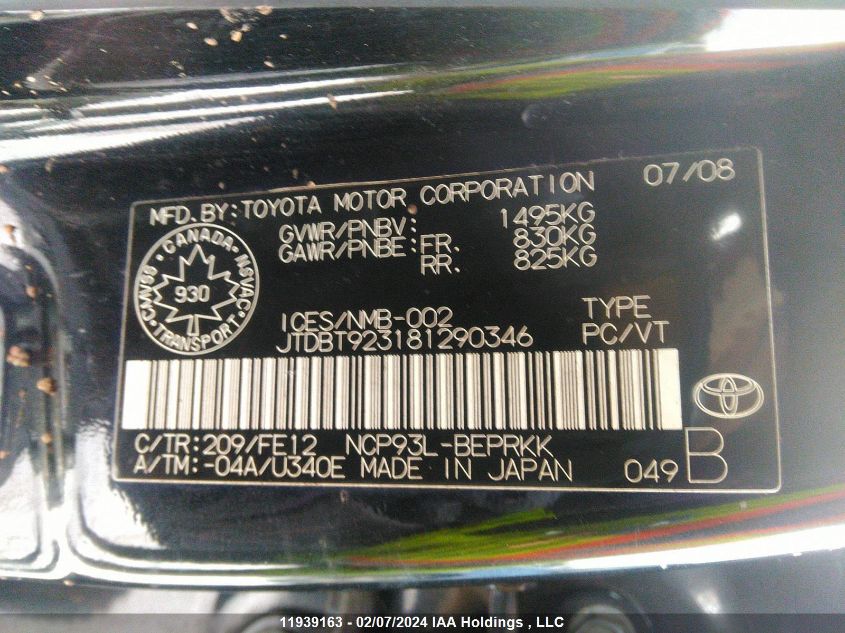 MFD.BY:TOYOTA MOTOR CORPORATION 07/08
GVWR/PNBV: 1495KG
GAWR/PNBE: FR. 830KG
RR. 825KG
CANADA-NSVAC
CMVSS
930
TRANSPORT
ICES/NMB-002 TYPE
JTDBT923181290346 PC/VT
C/TR:209/FE12 NCP93L-BEPRKK
A/TM:-04A/U340E MADE IN JAPAN 049 B
11939163 - 02/07/2024 IAA Holdings , LLC